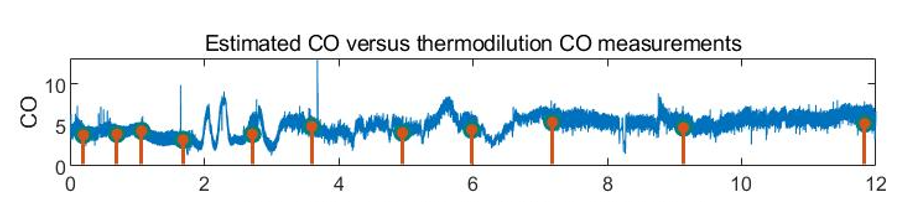 Estimated CO versus thermodilution CO measurements
10
5
0
CO
0 2 4 6 8 10 12